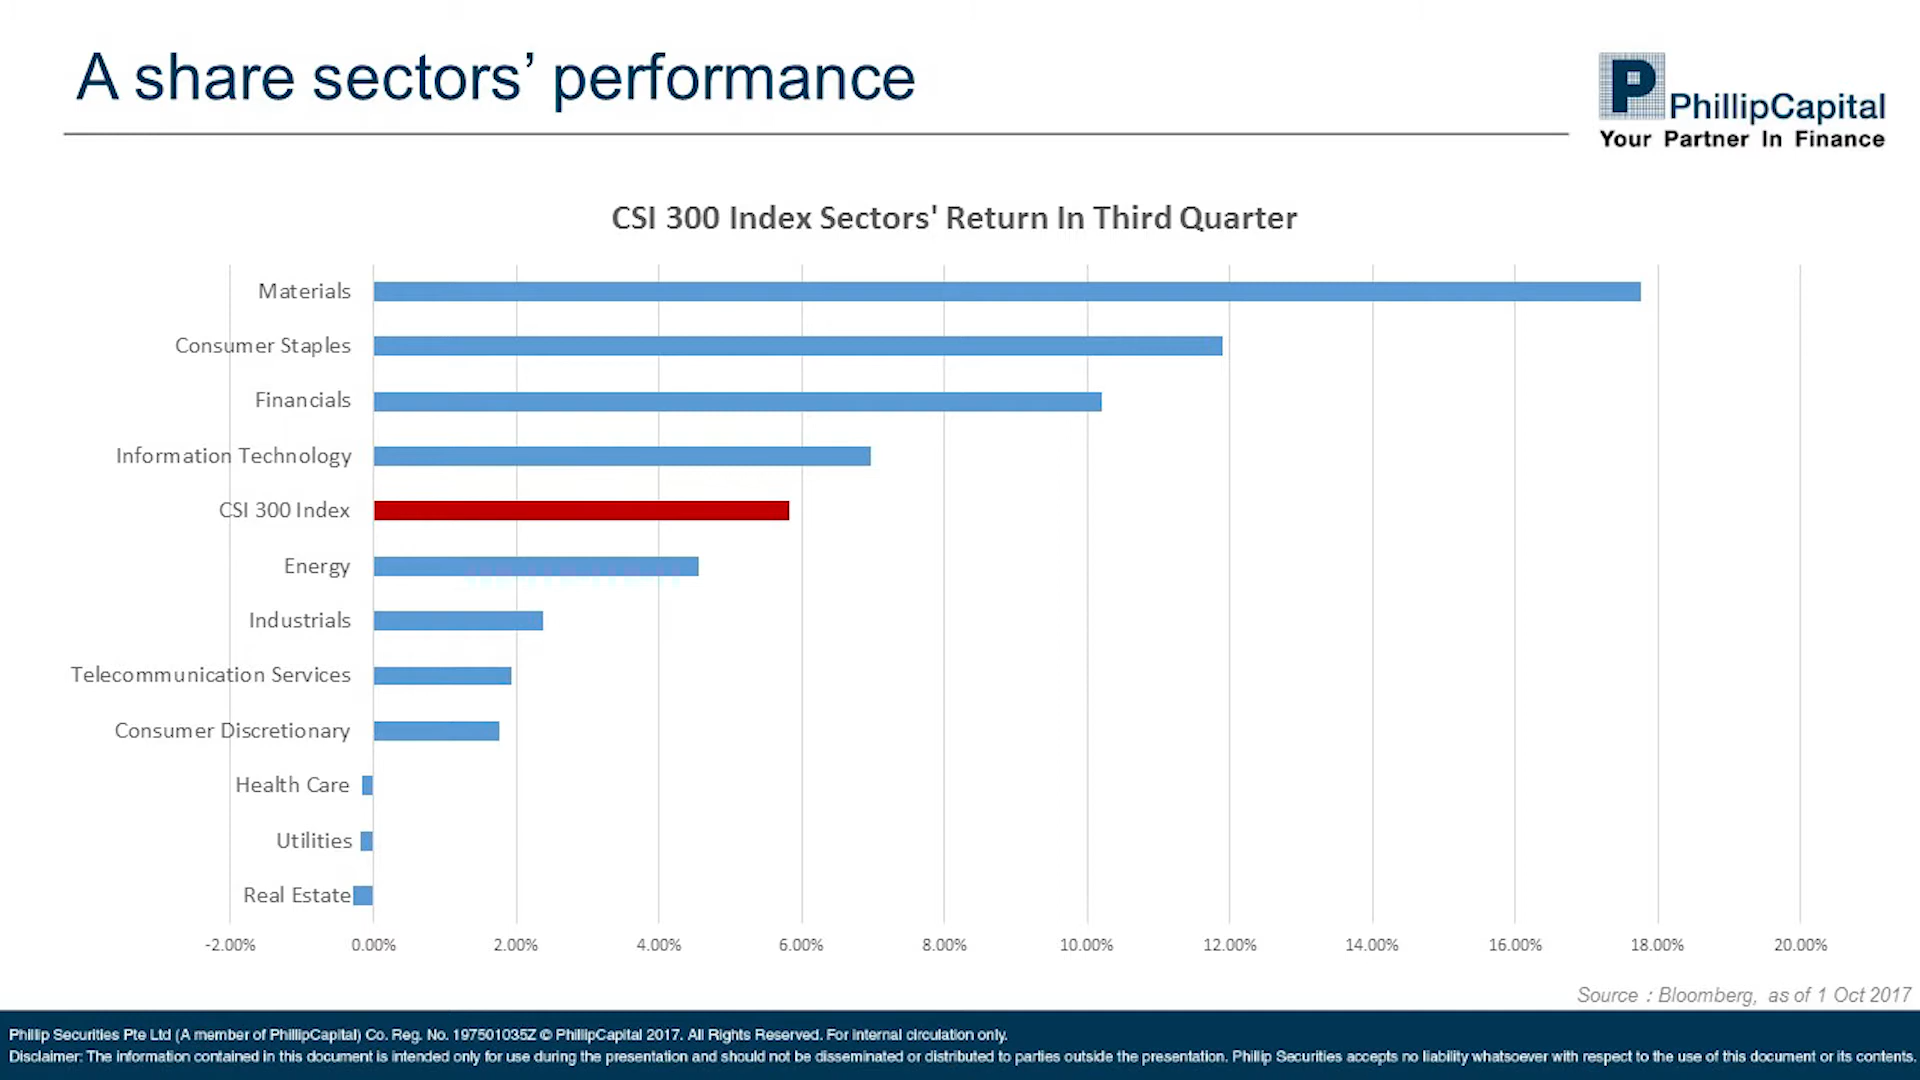 A share sectors’ performance
P
PhillipCapital
Your Partner In Finance
CSI 300 Index Sectors' Return In Third Quarter
Materials
Consumer Staples
Financials
Information Technology
CSI 300 Index
Energy
Industrials
Telecommunication Services
Consumer Discretionary
Health Care
Utilities
Real Estate
-2.00% 0.00% 2.00% 4.00% 6.00% 8.00% 10.00% 12.00% 14.00% 16.00% 18.00% 20.00%
Source : Bloomberg, as of 1 Oct 2017
Phillip Securities Pte Ltd (A member of PhillipCapital) Co. Reg. No. 197501035Z © PhillipCapital 2017. All Rights Reserved. For internal circulation only.
Disclaimer: The information contained in this document is intended only for use during the presentation and should not be disseminated or distributed to parties outside the presentation. Phillip Securities accepts no liability whatsoever with respect to the use of this document or its contents.